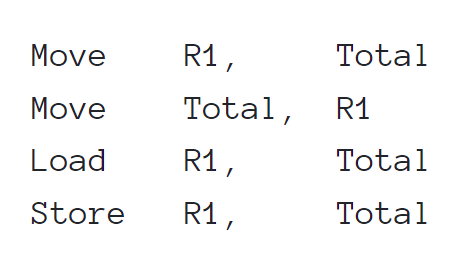 Move R1, Total
Move Total, R1
Load R1, Total
Store R1, Total